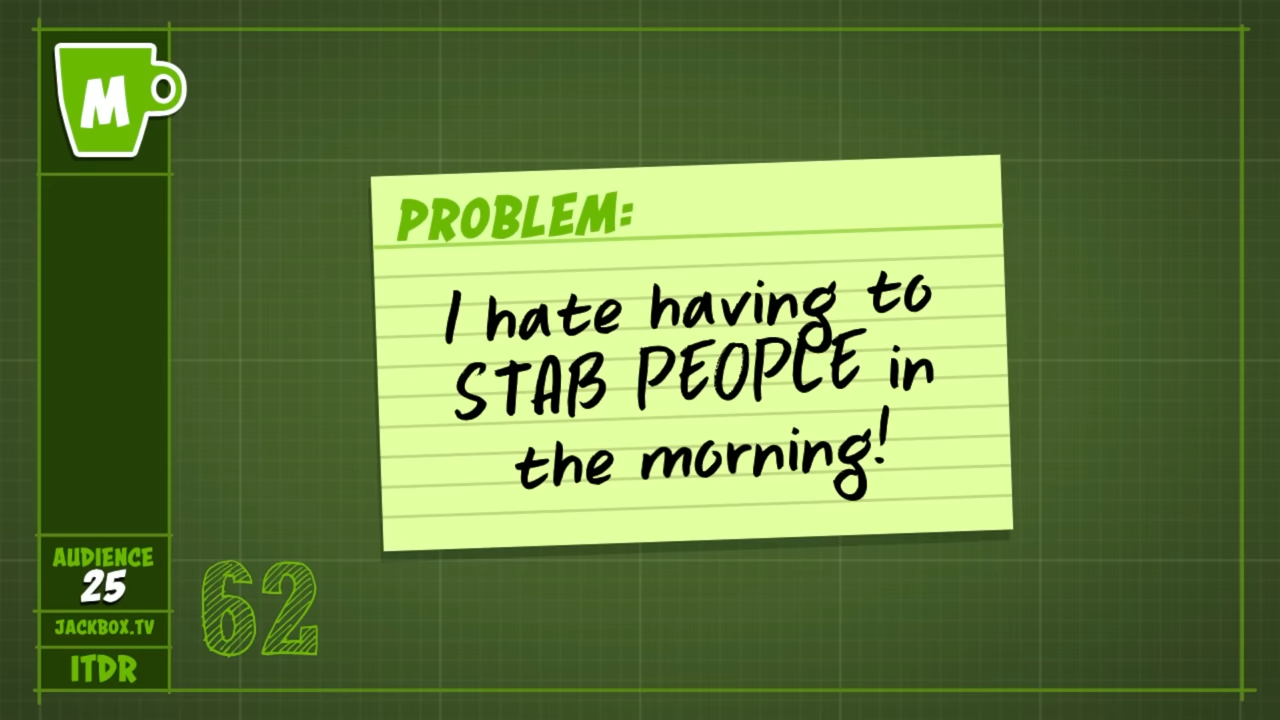 M
PROBLEM:
I hate having to
STAB PEOPLE in
the morning!
AUDIENCE
25
JACKBOX.TV
ITDR
62